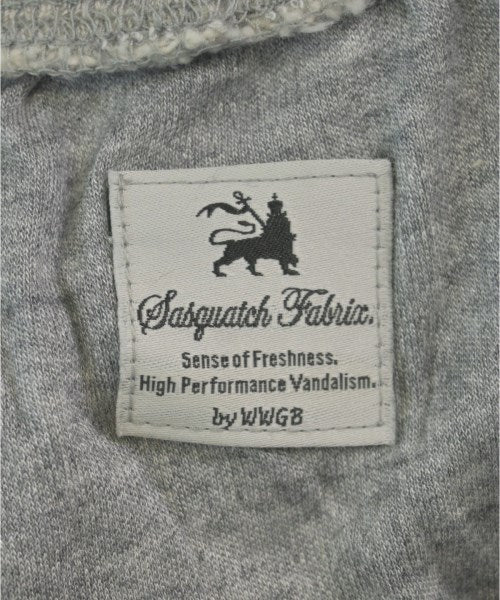 Sasquatch Fabrix.
Sense of Freshness.
High Performance Vandalism.
by WWGB